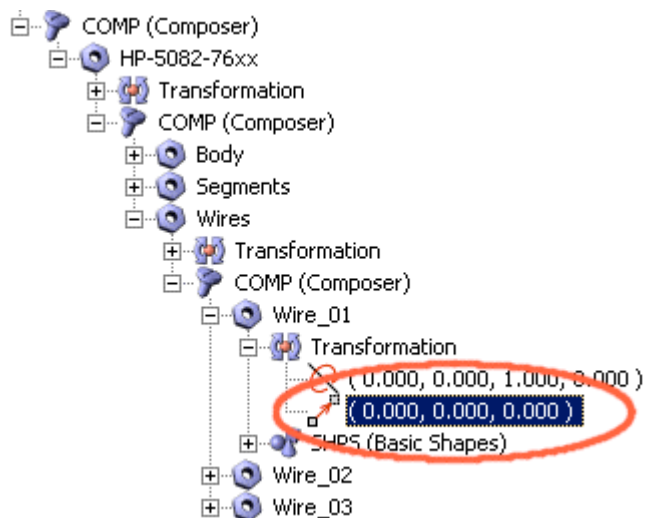 COMP (Composer)
HP-5082-76xx
Transformation
COMP (Composer)
Body
Segments
Wires
Transformation
COMP (Composer)
Wire_01
Transformation
( 0.000, 0.000, 1.000, 0.000 )
( 0.000, 0.000, 0.000 )
SHPS (Basic Shapes)
Wire_02
Wire_03